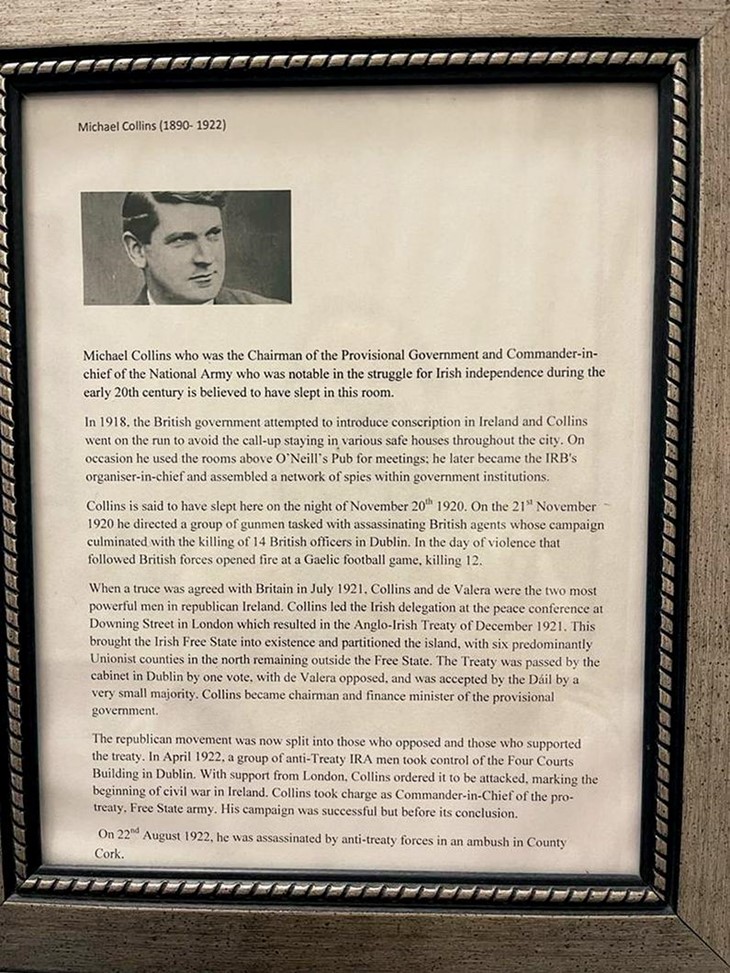 Michael Collins (1890- 1922)
Michael Collins who was the Chairman of the Provisional Government and Commander-in-
chief of the National Army who was notable in the struggle for Irish independence during the
early 20th century is believed to have slept in this room.
In 1918, the British government attempted to introduce conscription in Ireland and Collins
went on the run to avoid the call-up staying in various safe houses throughout the city. On
occasion he used the rooms above O'Neill's Pub for meetings; he later became the IRB's
organiser-in-chief and assembled a network of spies within government institutions.
Collins is said to have slept here on the night of November 20th 1920. On the 21st November
1920 he directed a group of gunmen tasked with assassinating British agents whose campaign
culminated with the killing of 14 British officers in Dublin. In the day of violence that
followed British forces opened fire at a Gaelic football game, killing 12.
When a truce was agreed with Britain in July 1921, Collins and de Valera were the two most
powerful men in republican Ireland. Collins led the Irish delegation at the peace conference at
Downing Street in London which resulted in the Anglo-Irish Treaty of December 1921. This
brought the Irish Free State into existence and partitioned the island, with six predominantly
Unionist counties in the north remaining outside the Free State. The Treaty was passed by the
cabinet in Dublin by one vote, with de Valera opposed, and was accepted by the Dáil by a
very small majority. Collins became chairman and finance minister of the provisional
government.
The republican movement was now split into those who opposed and those who supported
the treaty. In April 1922, a group of anti-Treaty IRA men took control of the Four Courts
Building in Dublin. With support from London, Collins ordered it to be attacked, marking the
beginning of civil war in Ireland. Collins took charge as Commander-in-Chief of the pro-
treaty, Free State army. His campaign was successful but before its conclusion.
On 22nd August 1922, he was assassinated by anti-treaty forces in an ambush in County
Cork.